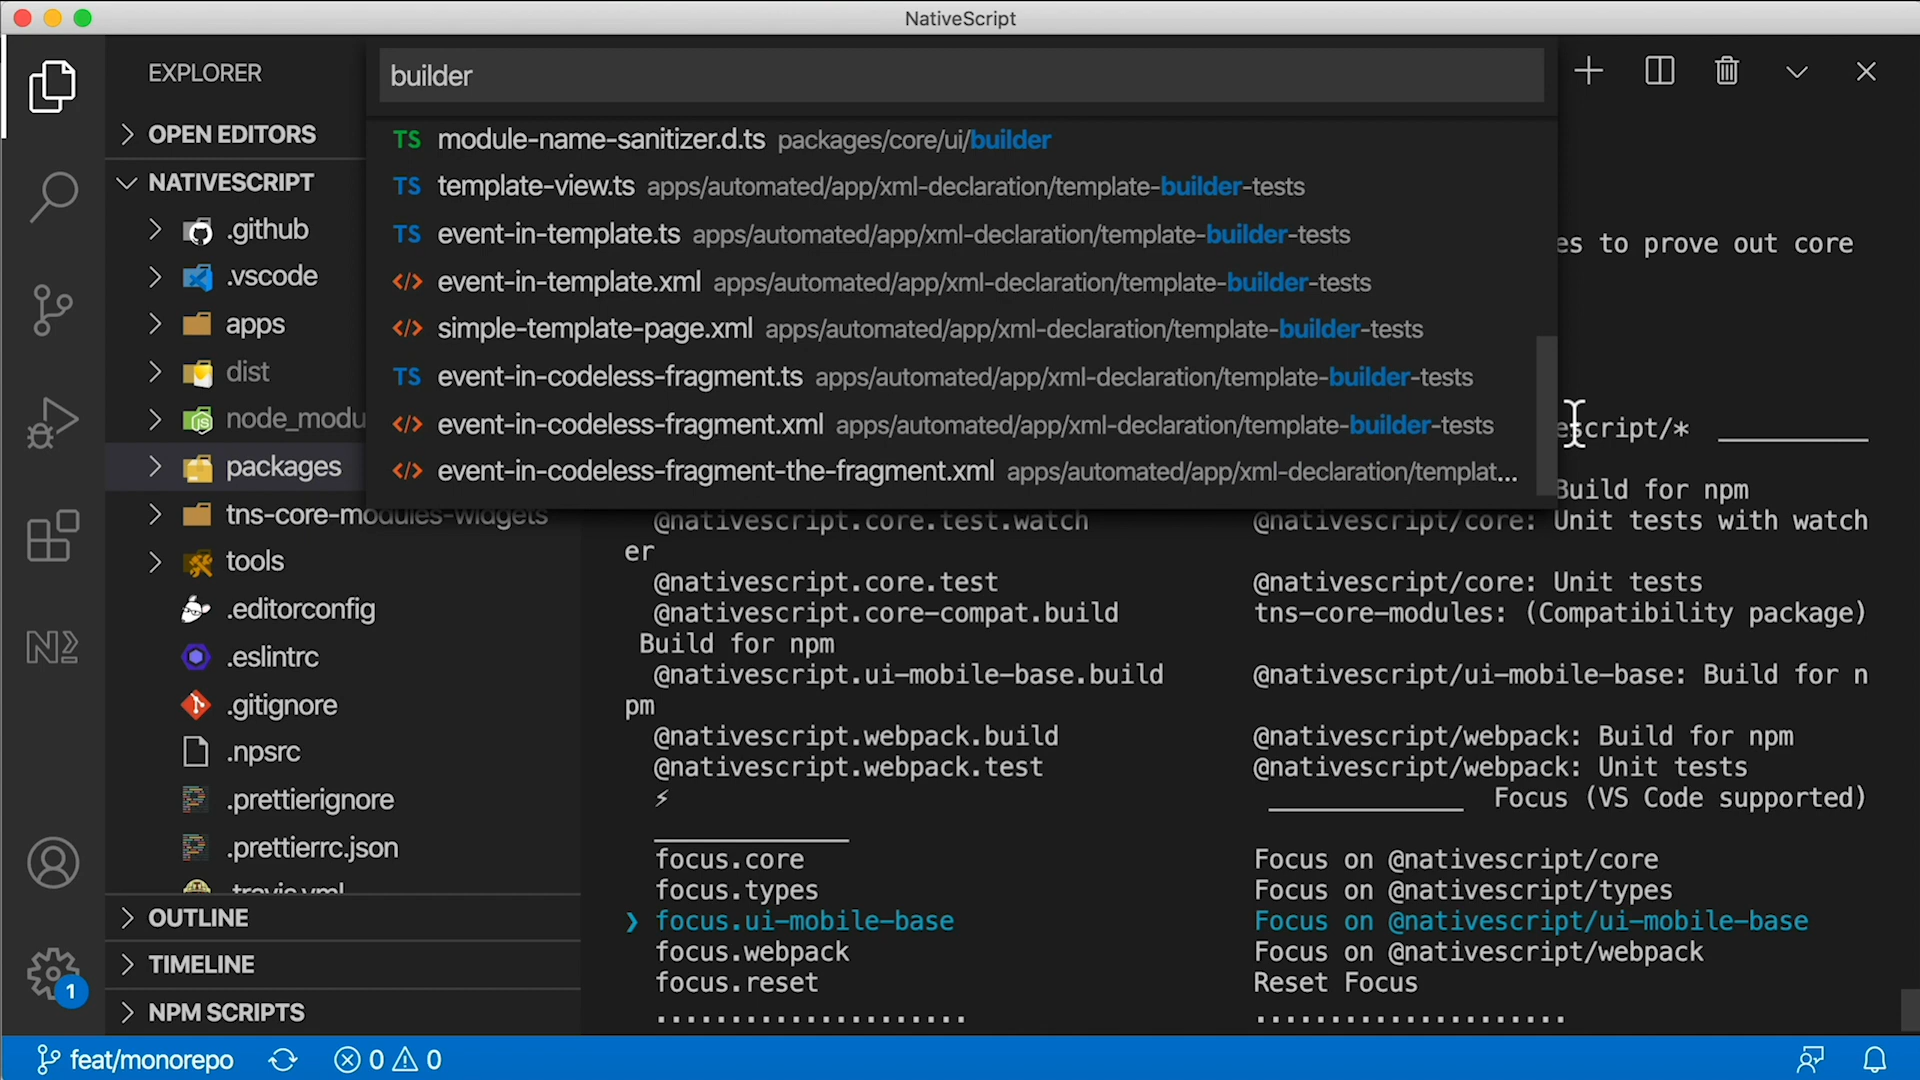 NativeScript
EXPLORER
builder
OPEN EDITORS
NATIVESCRIPT
.github
.vscode
apps
dist
node_modu
packages
tns-core-modules-widgets
tools
.editorconfig
.eslintrc
.gitignore
.npsrc
.prettierignore
.prettierrc.json
.travis.yml
OUTLINE
TIMELINE
NPM SCRIPTS
1
TS module-name-sanitizer.d.ts packages/core/ui/builder
TS template-view.ts apps/automated/app/xml-declaration/template-builder-tests
TS event-in-template.ts apps/automated/app/xml-declaration/template-builder-tests
</> event-in-template.xml apps/automated/app/xml-declaration/template-builder-tests
</> simple-template-page.xml apps/automated/app/xml-declaration/template-builder-tests
TS event-in-codeless-fragment.ts apps/automated/app/xml-declaration/template-builder-tests
</> event-in-codeless-fragment.xml apps/automated/app/xml-declaration/template-builder-tests
</> event-in-codeless-fragment-the-fragment.xml apps/automated/app/xml-declaration/templat...
es to prove out core
script/* __________
Build for npm
@nativescript.core.test.watch @nativescript/core: Unit tests with watch
er
@nativescript.core.test @nativescript/core: Unit tests
@nativescript.core-compat.build tns-core-modules: (Compatibility package)
Build for npm
@nativescript.ui-mobile-base.build @nativescript/ui-mobile-base: Build for n
pm
@nativescript.webpack.build @nativescript/webpack: Build for npm
@nativescript.webpack.test @nativescript/webpack: Unit tests
⚡ _____________ Focus (VS Code supported)
_____________
focus.core Focus on @nativescript/core
focus.types Focus on @nativescript/types
❯ focus.ui-mobile-base Focus on @nativescript/ui-mobile-base
focus.webpack Focus on @nativescript/webpack
focus.reset Reset Focus
..................... .....................
feat/monorepo 0 0